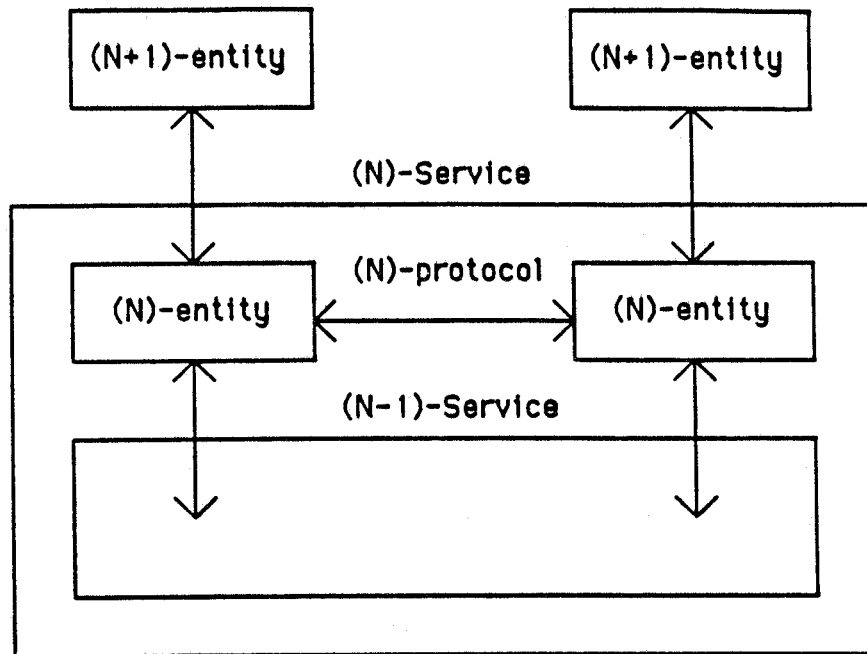 (N+1)-entity
(N+1)-entity
(N)-Service
(N)-protocol
(N)-entity
(N)-entity
(N-1)-Service